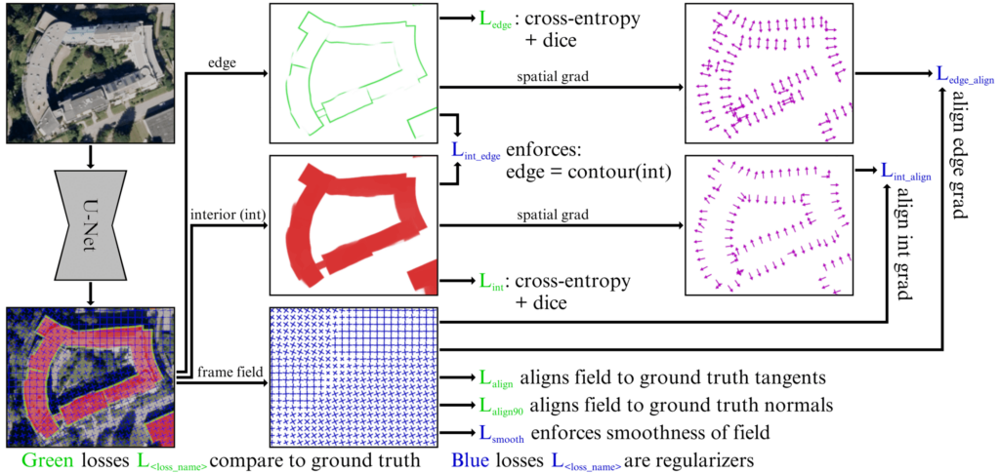 L_edge : cross-entropy
+ dice
edge
spatial grad
L_edge_align
align edge grad
L_int_edge enforces:
edge = contour(int)
L_int_align
align int grad
U-Net
interior (int)
spatial grad
L_int : cross-entropy
+ dice
frame field
L_align aligns field to ground truth tangents
L_align90 aligns field to ground truth normals
L_smooth enforces smoothness of field
Green losses L_<loss_name> compare to ground truth
Blue losses L_<loss_name> are regularizers